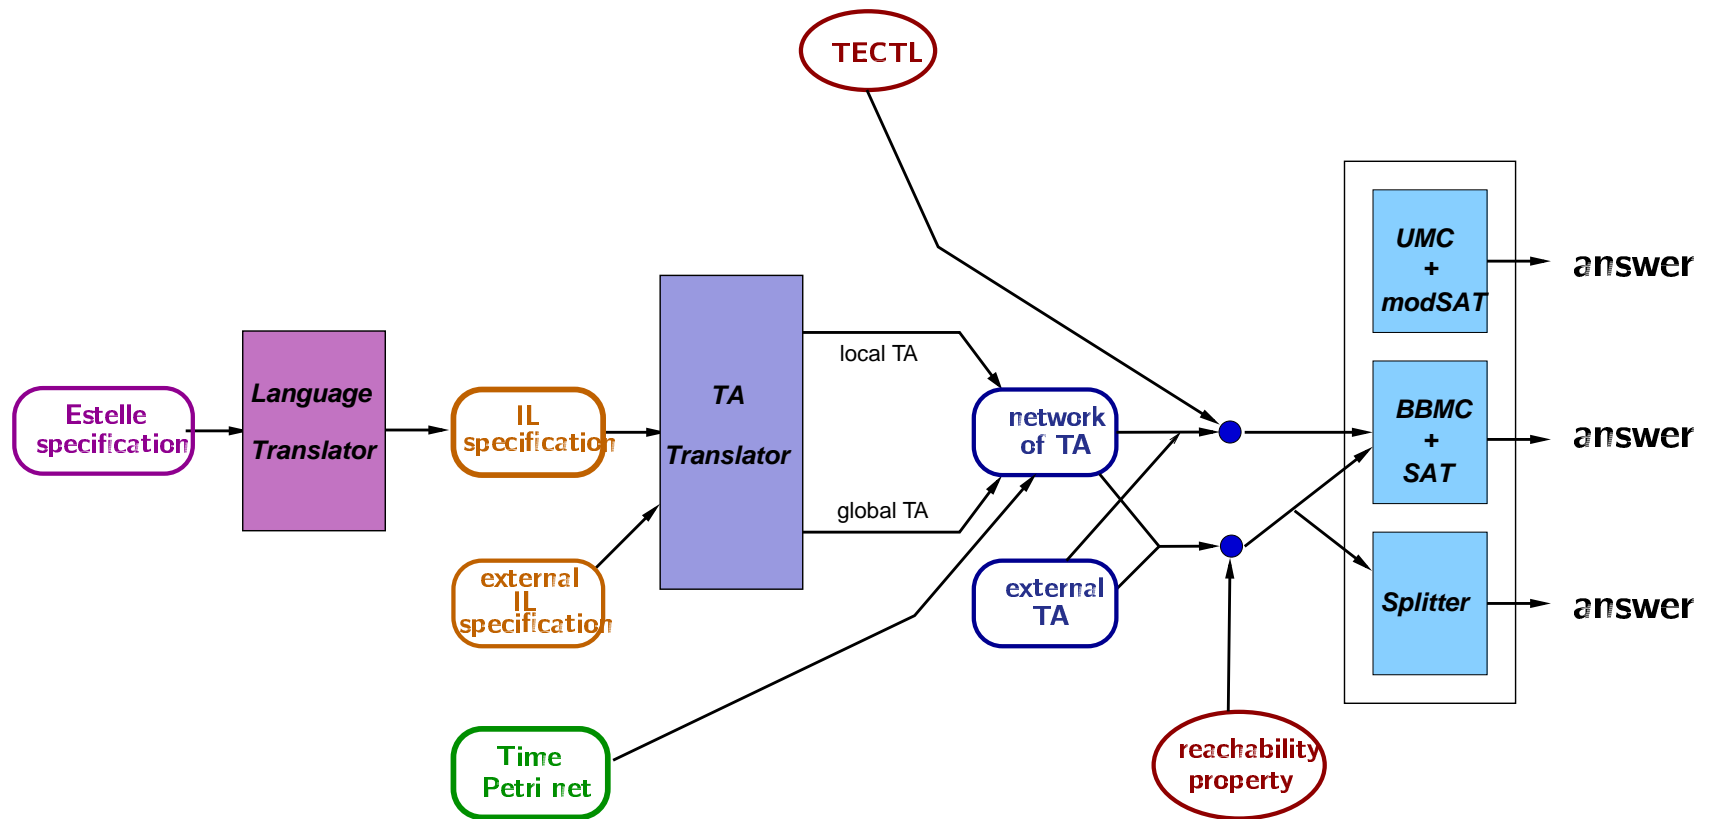 TECTL
UMC
+
modSAT
answer
local TA
Language
Translator
TA
Translator
Estelle
specification
IL
specification
network
of TA
BBMC
+
SAT
answer
global TA
external
IL
specification
external
TA
Splitter
answer
Time
Petri net
reachability
property